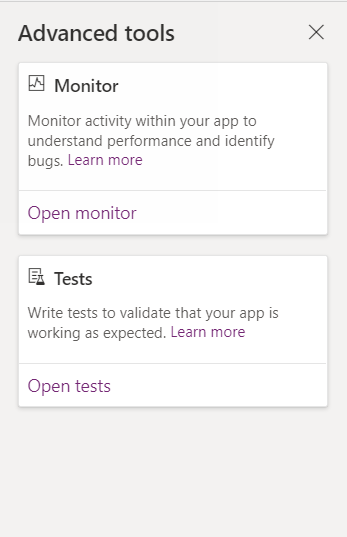 Advanced tools
Monitor
Monitor activity within your app to
understand performance and identify
bugs. Learn more
Open monitor
Tests
Write tests to validate that your app is
working as expected. Learn more
Open tests